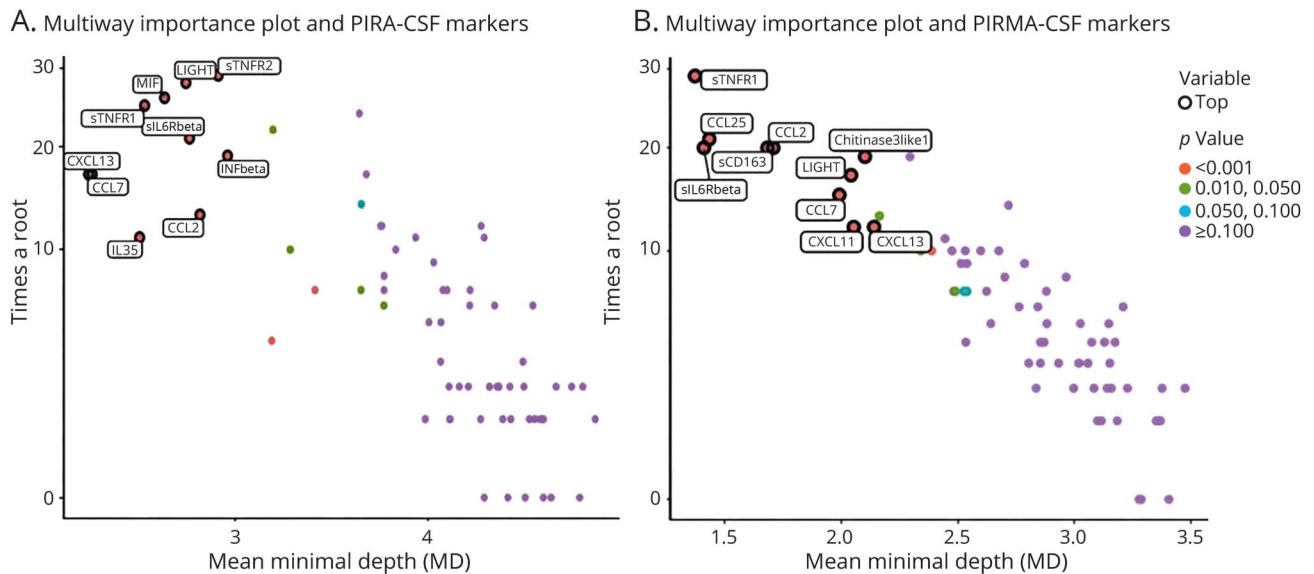 A. Multiway importance plot and PIRA-CSF markers
30
20
10
0
Times a root
LIGHT
sTNFR2
MIF
sTNFR1
sIL6Rbeta
CXCL13
INFbeta
CCL7
CCL2
IL35
3
4
Mean minimal depth (MD)
B. Multiway importance plot and PIRMA-CSF markers
30
20
10
0
Times a root
sTNFR1
CCL25
CCL2
Chitinase3like1
sCD163
LIGHT
sIL6Rbeta
CCL7
CXCL11
CXCL13
1.5
2.0
2.5
3.0
3.5
Mean minimal depth (MD)
Variable
Top
p Value
<0.001
0.010, 0.050
0.050, 0.100
≥0.100